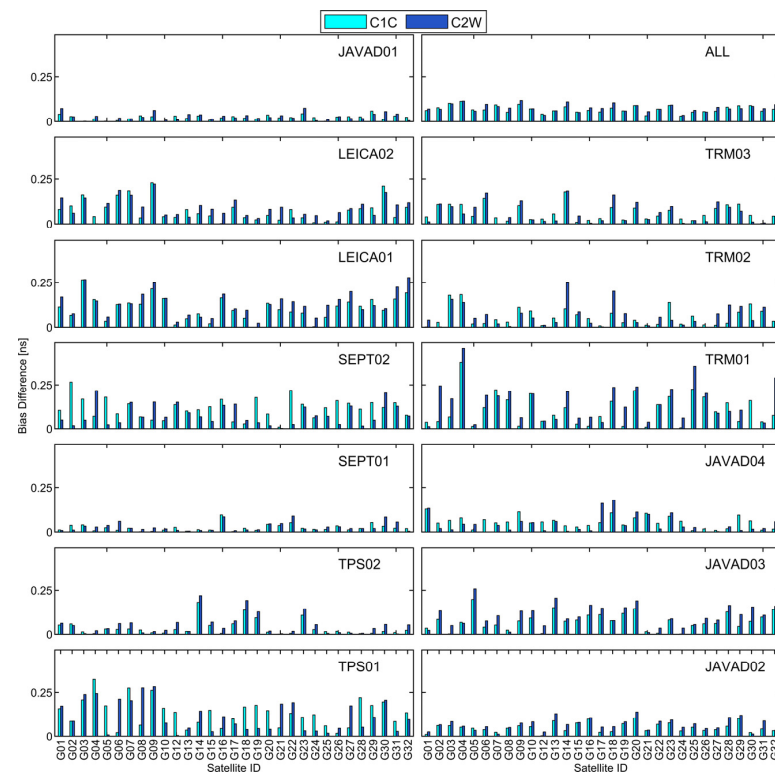 C1C C2W
JAVAD01
ALL
0.25
0
LEICA02
TRM03
0.25
0
LEICA01
TRM02
0.25
0
SEPT02
TRM01
0.25
0
SEPT01
JAVAD04
0.25
0
TPS02
JAVAD03
0.25
0
TPS01
JAVAD02
0.25
0
Bias Difference [ns]
G01 G02 G03 G04 G05 G06 G07 G08 G09 G10 G12 G13 G14 G15 G16 G17 G18 G19 G20 G21 G22 G23 G24 G25 G26 G27 G28 G29 G30 G31 G32
Satellite ID
G01 G02 G03 G04 G05 G06 G07 G08 G09 G10 G12 G13 G14 G15 G16 G17 G18 G19 G20 G21 G22 G23 G24 G25 G26 G27 G28 G29 G30 G31
Satellite ID